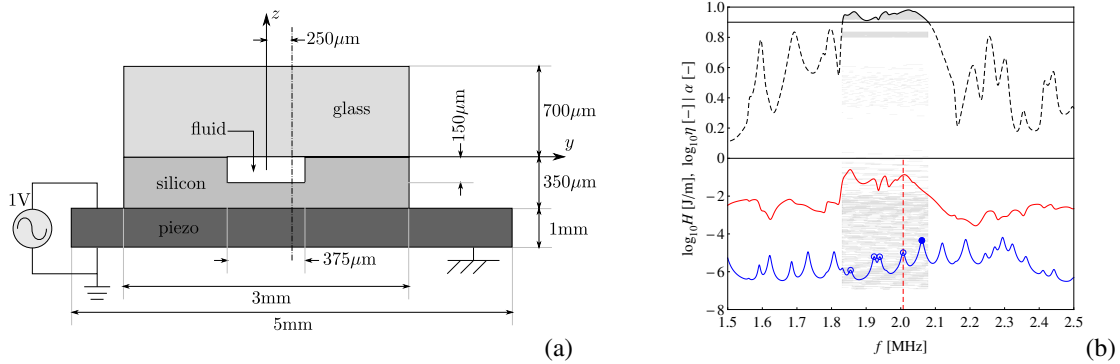 z
250μm
glass
fluid
150μm
700μm
y
silicon
350μm
1V
piezo
1mm
375μm
3mm
5mm
(a)
log₁₀H [J/m], log₁₀η [−] | α [−]
1.0
0.8
0.6
0.4
0.2
0
−2
−4
−6
−8
1.5 1.6 1.7 1.8 1.9 2.0 2.1 2.2 2.3 2.4 2.5
f [MHz]
(b)